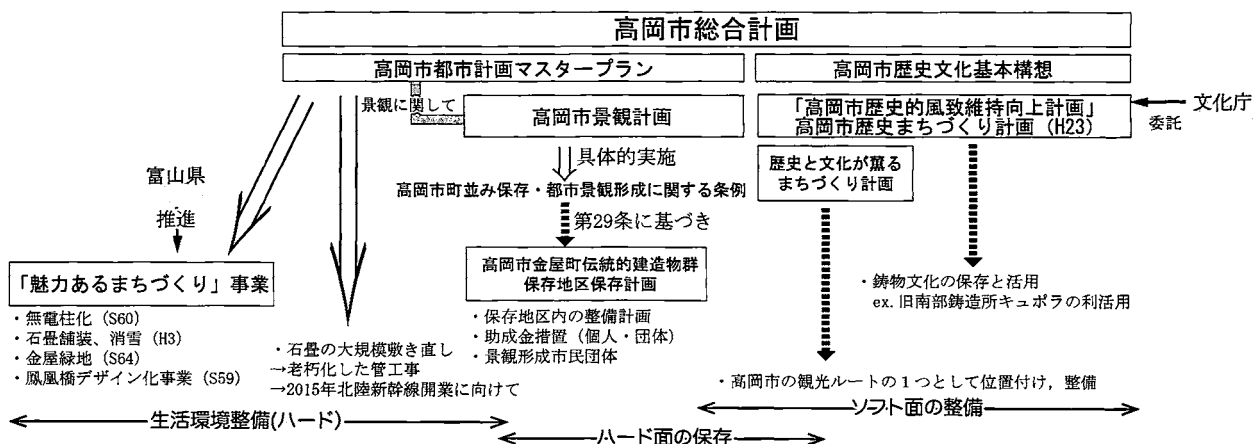 高岡市総合計画
高岡市都市計画マスタープラン
高岡市歴史文化基本構想
景観に関して
高岡市景観計画
「高岡市歴史的風致維持向上計画」
高岡市歴史まちづくり計画(H23)
文化庁
委託
具体的実施
歴史と文化が薫る
まちづくり計画
富山県
推進
高岡市町並み保存・都市景観形成に関する条例
第29条に基づき
「魅力あるまちづくり」事業
高岡市金屋町伝統的建造物群
保存地区保存計画
・鋳物文化の保存と活用
ex.旧南部鋳造所キュポラの利活用
・無電柱化(S60)
・石畳舗装、消雪(H3)
・金屋緑地(S64)
・鳳凰橋デザイン化事業(S59)
・石畳の大規模敷き直し
→老朽化した管工事
→2015年北陸新幹線開業に向けて
・保存地区内の整備計画
・助成金措置(個人・団体)
・景観形成市民団体
・高岡市の観光ルートの1つとして位置付け,整備
生活環境整備(ハード)
ソフト面の整備
ハード面の保存